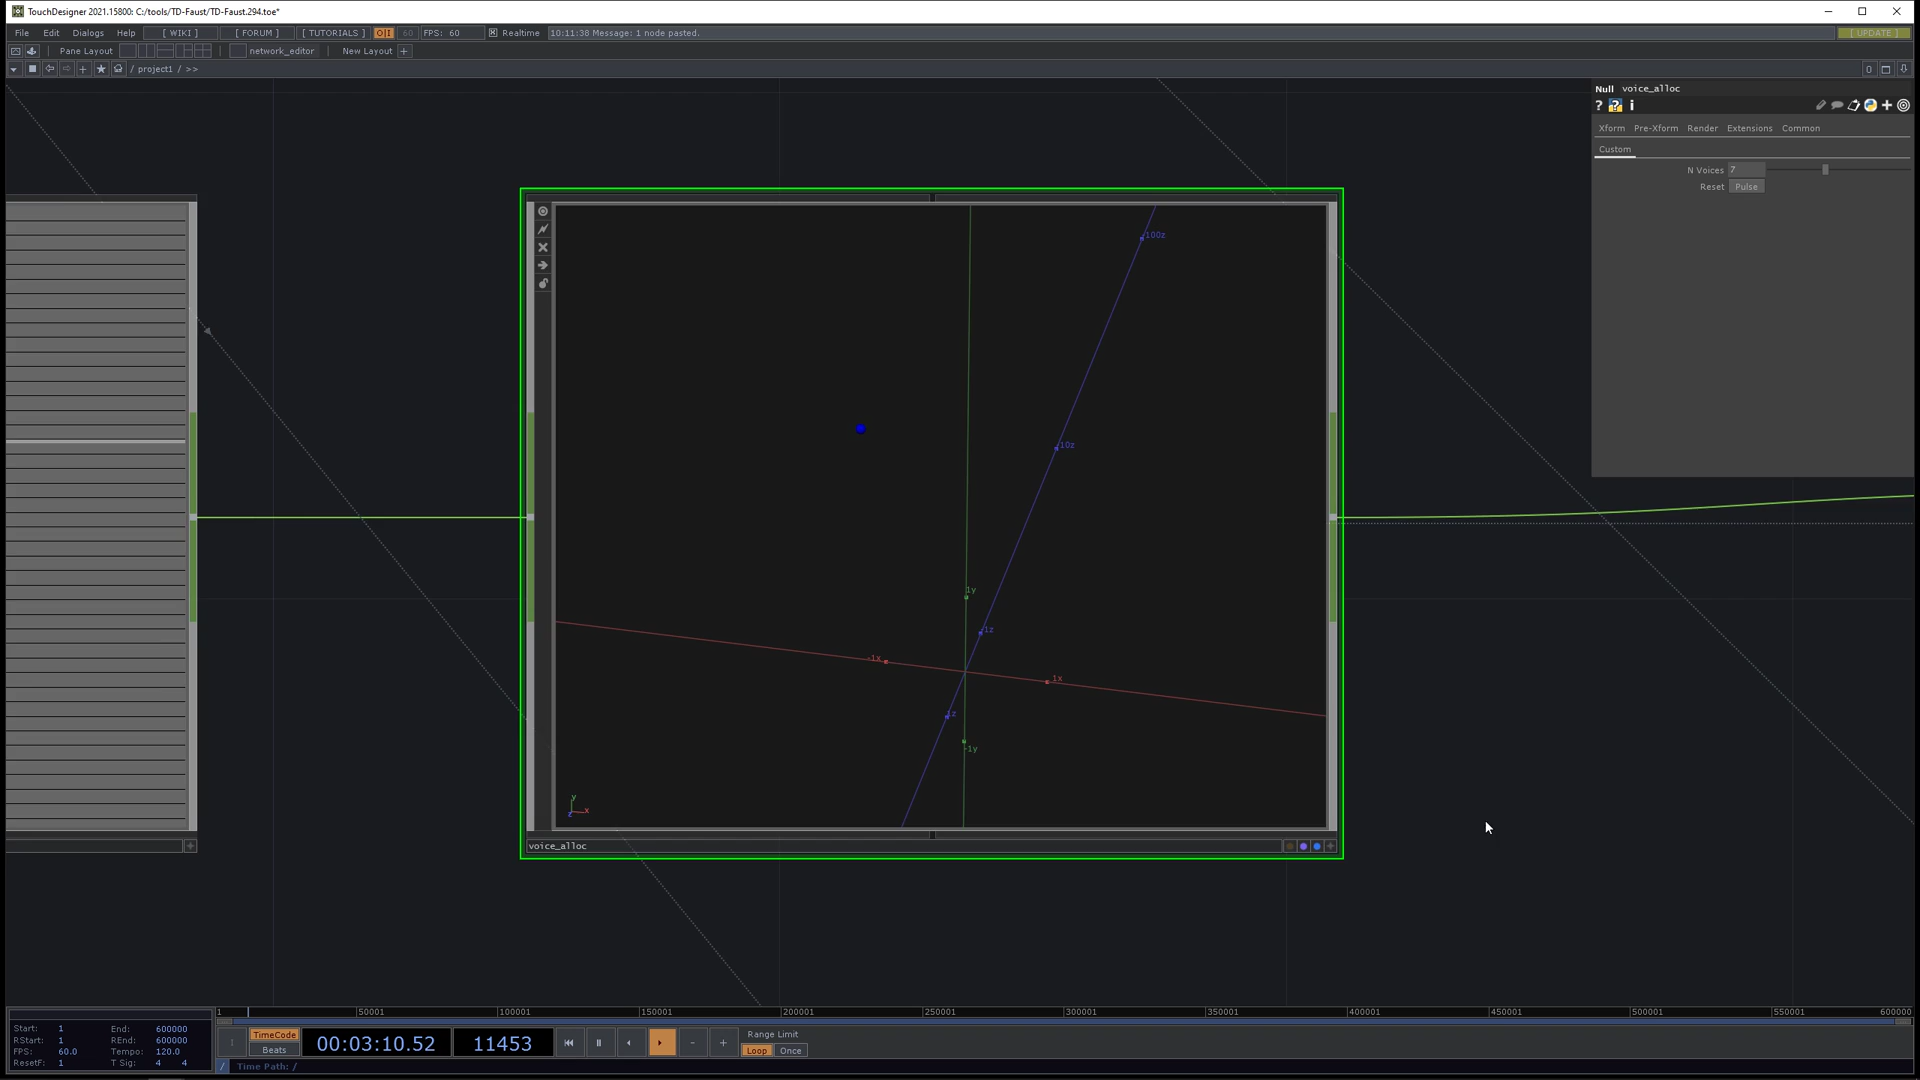 TouchDesigner 2021.15800: C:/tools/TD-Faust/TD-Faust.294.toe*
File Edit Dialogs Help [ WIKI ] [ FORUM ] [ TUTORIALS ] O|I 60 FPS: 60 Realtime 10:11:38 Message: 1 node pasted. [ UPDATE ]
Pane Layout network_editor New Layout +
/ project1 / >> 0
Null voice_alloc
? ? i
Xform Pre-Xform Render Extensions Common
Custom
N Voices 7
Reset Pulse
100z
10z
1y
1z
-1x
1x
-1y
y
x
z
voice_alloc
1 50001 100001 150001 200001 250001 300001 350001 400001 450001 500001 550001 600000
Start: 1 End: 600000
RStart: 1 REnd: 600000
FPS: 60.0 Tempo: 120.0
ResetF: 1 T Sig: 4 4
TimeCode
Beats
00:03:10.52 11453
Range Limit
Loop Once
/ Time Path: /